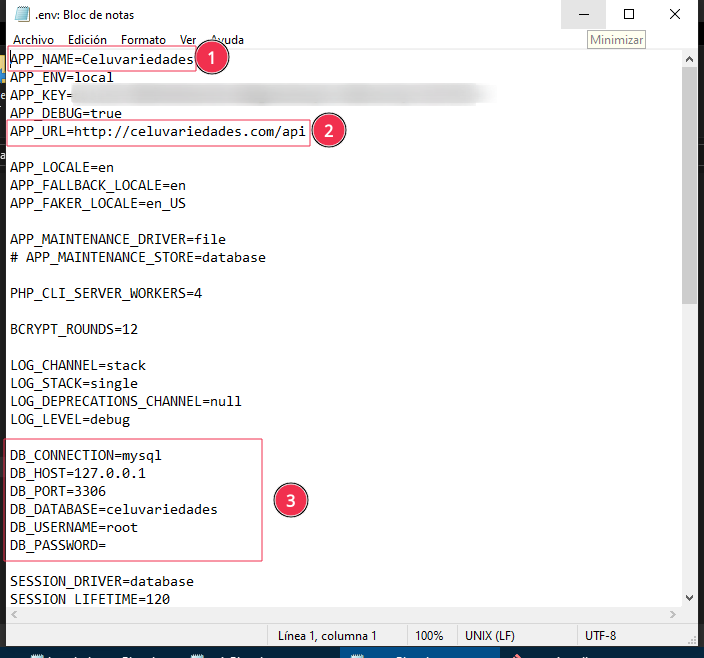 .env: Bloc de notas
Archivo Edición Formato Ver Ayuda
Minimizar
APP_NAME=Celuvariedades
1
APP_ENV=local
APP_KEY=
APP_DEBUG=true
APP_URL=http://celuvariedades.com/api
2
APP_LOCALE=en
APP_FALLBACK_LOCALE=en
APP_FAKER_LOCALE=en_US
APP_MAINTENANCE_DRIVER=file
# APP_MAINTENANCE_STORE=database
PHP_CLI_SERVER_WORKERS=4
BCRYPT_ROUNDS=12
LOG_CHANNEL=stack
LOG_STACK=single
LOG_DEPRECATIONS_CHANNEL=null
LOG_LEVEL=debug
DB_CONNECTION=mysql
DB_HOST=127.0.0.1
DB_PORT=3306
3
DB_DATABASE=celuvariedades
DB_USERNAME=root
DB_PASSWORD=
SESSION_DRIVER=database
SESSION_LIFETIME=120
Línea 1, columna 1 100% UNIX (LF) UTF-8